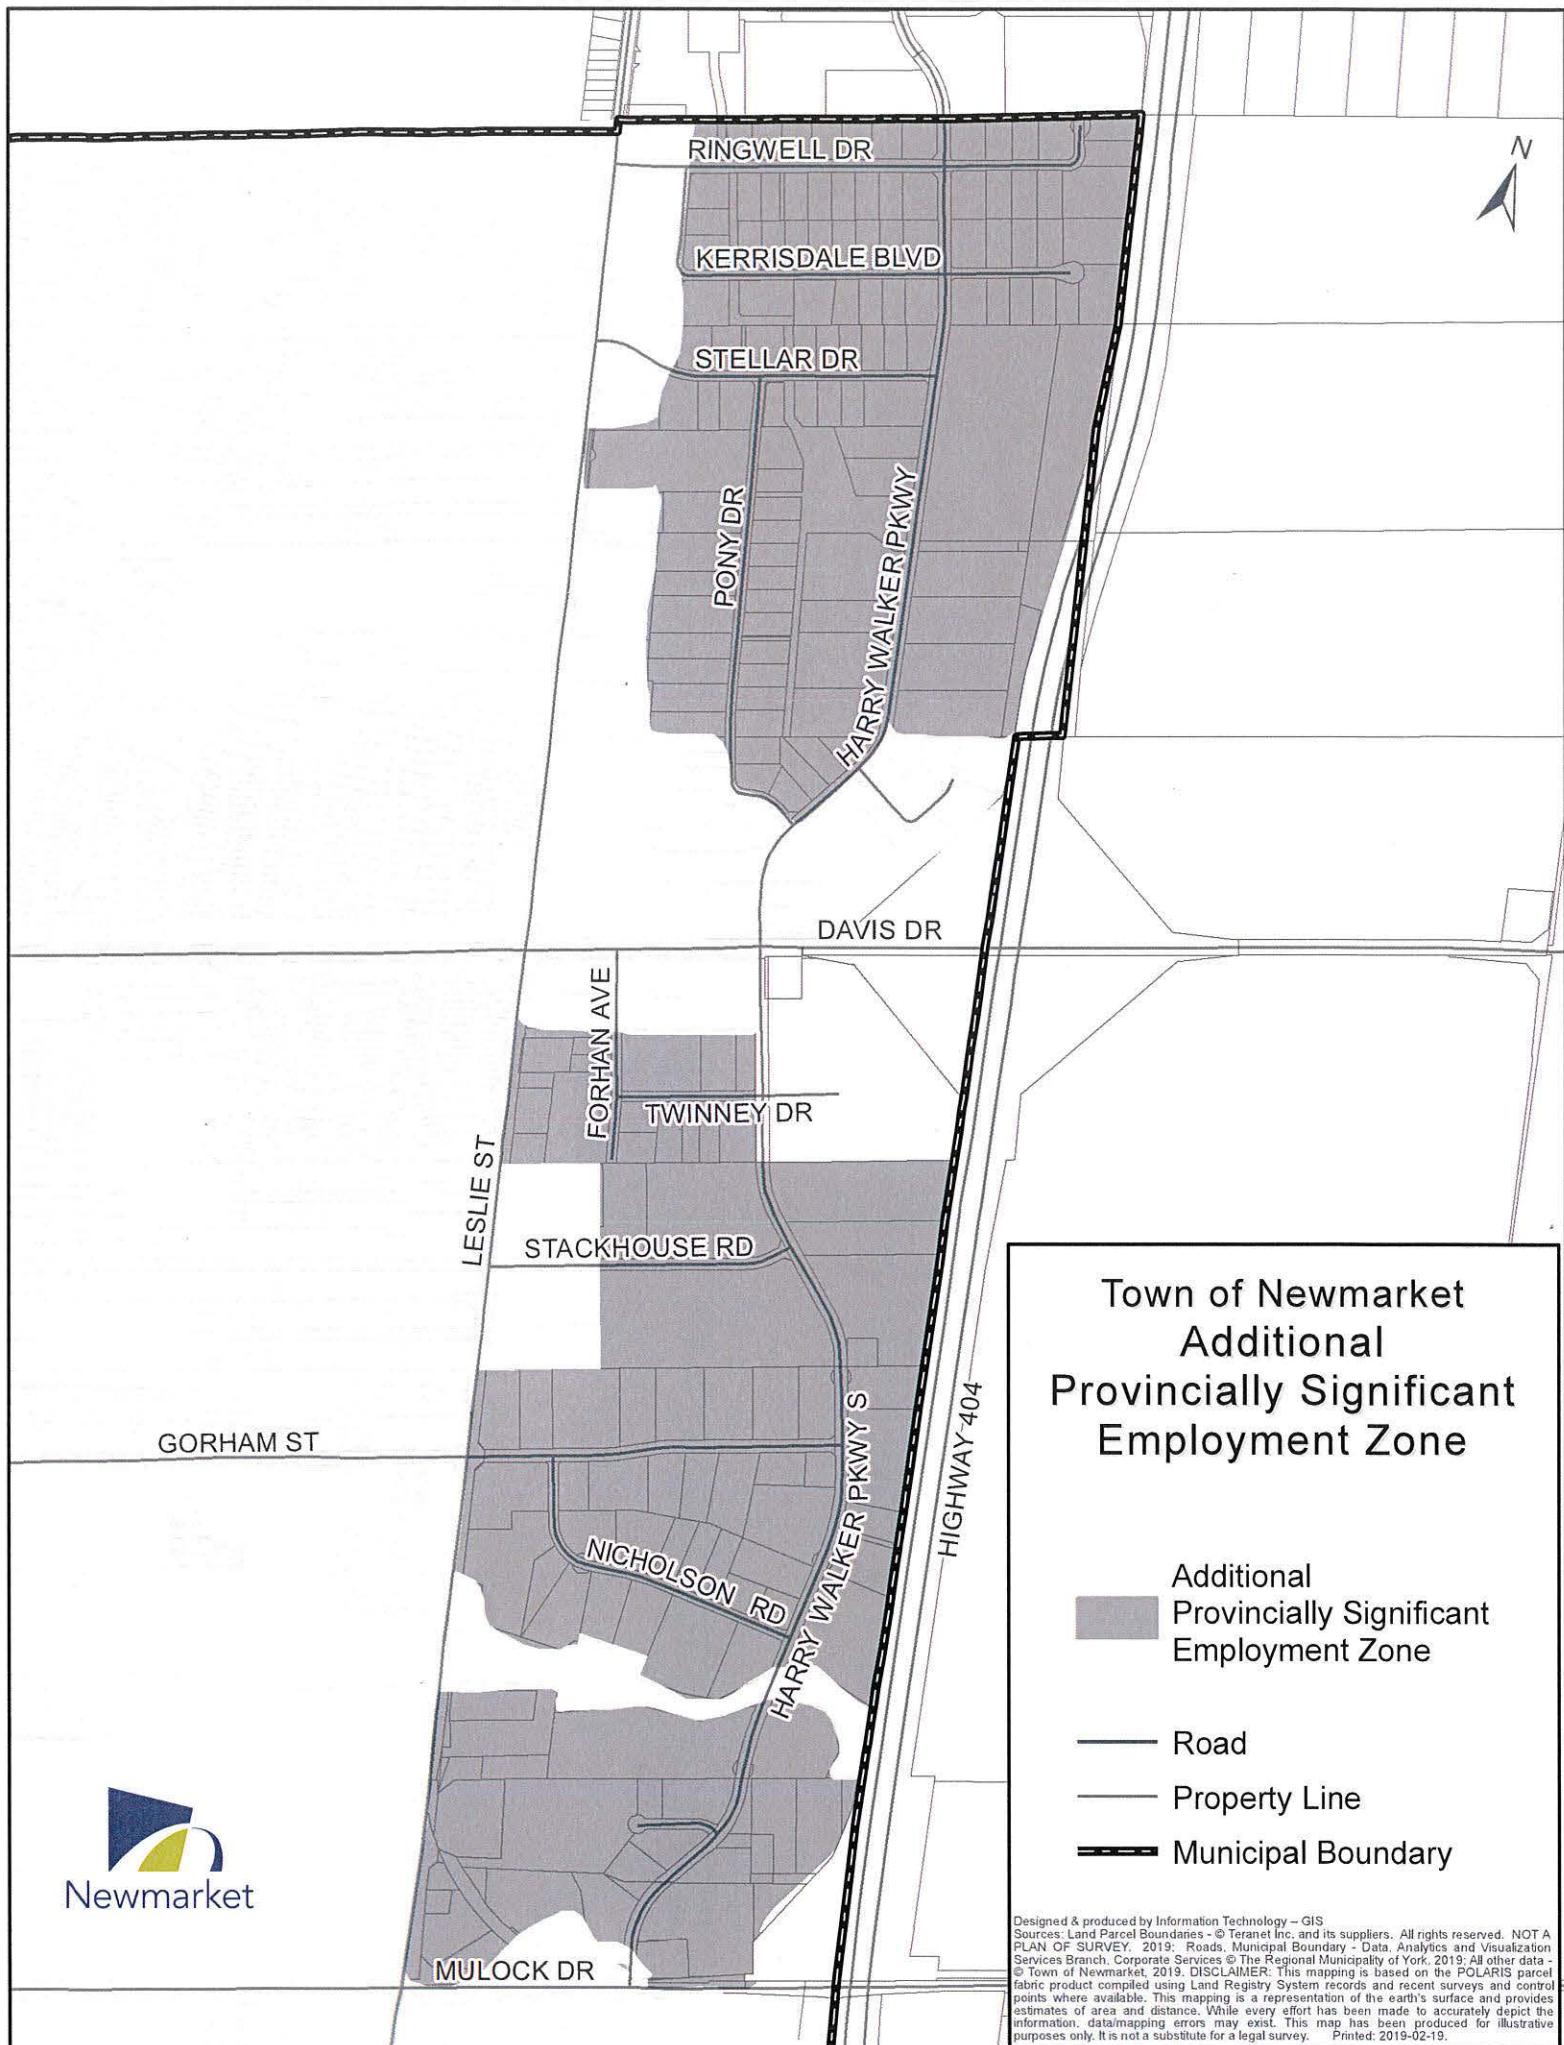 N
RINGWELL DR
KERRISDALE BLVD
STELLAR DR
PONY DR
HARRY WALKER PKWY
DAVIS DR
FORHAN AVE
TWINNEY DR
LESLIE ST
STACKHOUSE RD
GORHAM ST
NICHOLSON RD
HARRY WALKER PKWY S
HIGHWAY 404
MULOCK DR
Newmarket
Town of Newmarket
Additional
Provincially Significant
Employment Zone
Additional
Provincially Significant
Employment Zone
Road
Property Line
Municipal Boundary
Designed & produced by Information Technology – GIS
Sources: Land Parcel Boundaries - © Teranet Inc. and its suppliers. All rights reserved. NOT A
PLAN OF SURVEY. 2019; Roads, Municipal Boundary - Data, Analytics and Visualization
Services Branch, Corporate Services © The Regional Municipality of York, 2019; All other data -
© Town of Newmarket, 2019. DISCLAIMER: This mapping is based on the POLARIS parcel
fabric product compiled using Land Registry System records and recent surveys and control
points where available. This mapping is a representation of the earth's surface and provides
estimates of area and distance. While every effort has been made to accurately depict the
information, data/mapping errors may exist. This map has been produced for illustrative
purposes only. It is not a substitute for a legal survey. Printed: 2019-02-19.